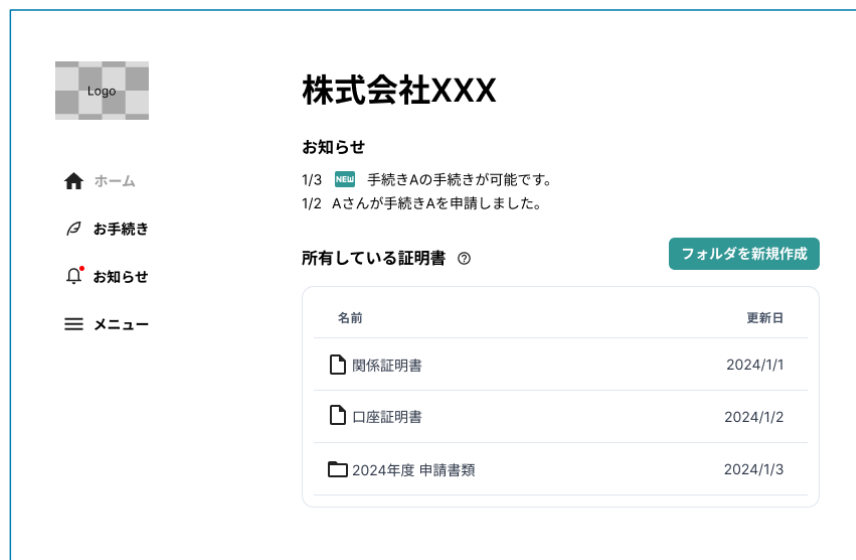 Logo
ホーム
お手続き
お知らせ
メニュー
株式会社XXX
お知らせ
1/3 NEW 手続きAの手続きが可能です。
1/2 Aさんが手続きAを申請しました。
所有している証明書
フォルダを新規作成
名前 更新日
関係証明書 2024/1/1
口座証明書 2024/1/2
2024年度 申請書類 2024/1/3